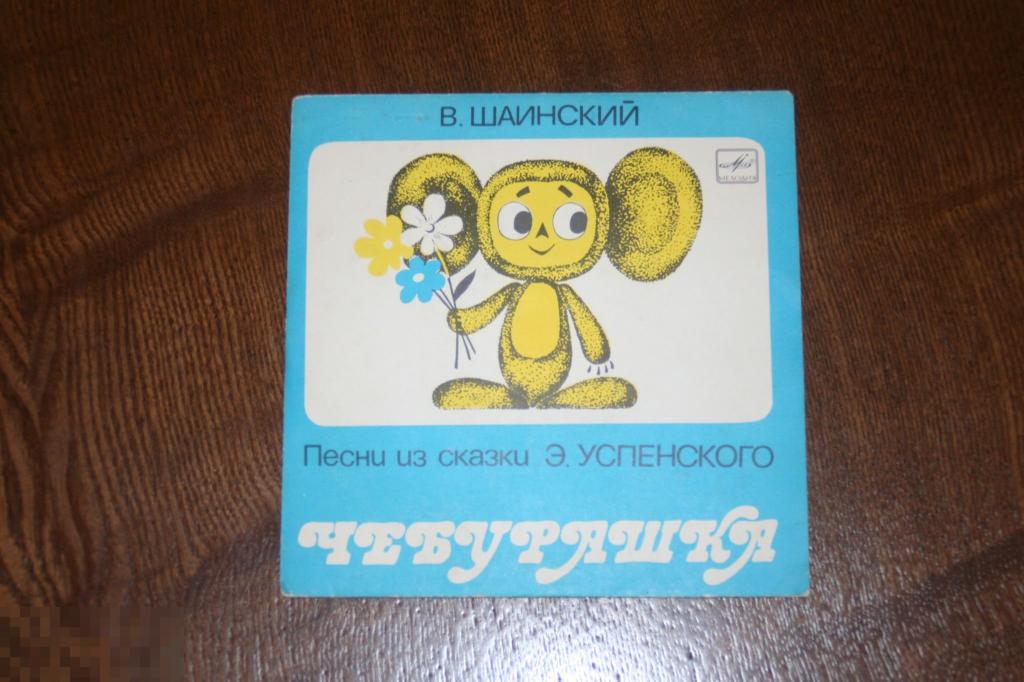 В. ШАИНСКИЙ
МЕЛОДИЯ
Песни из сказки Э. УСПЕНСКОГО
ЧЕБУРАШКА